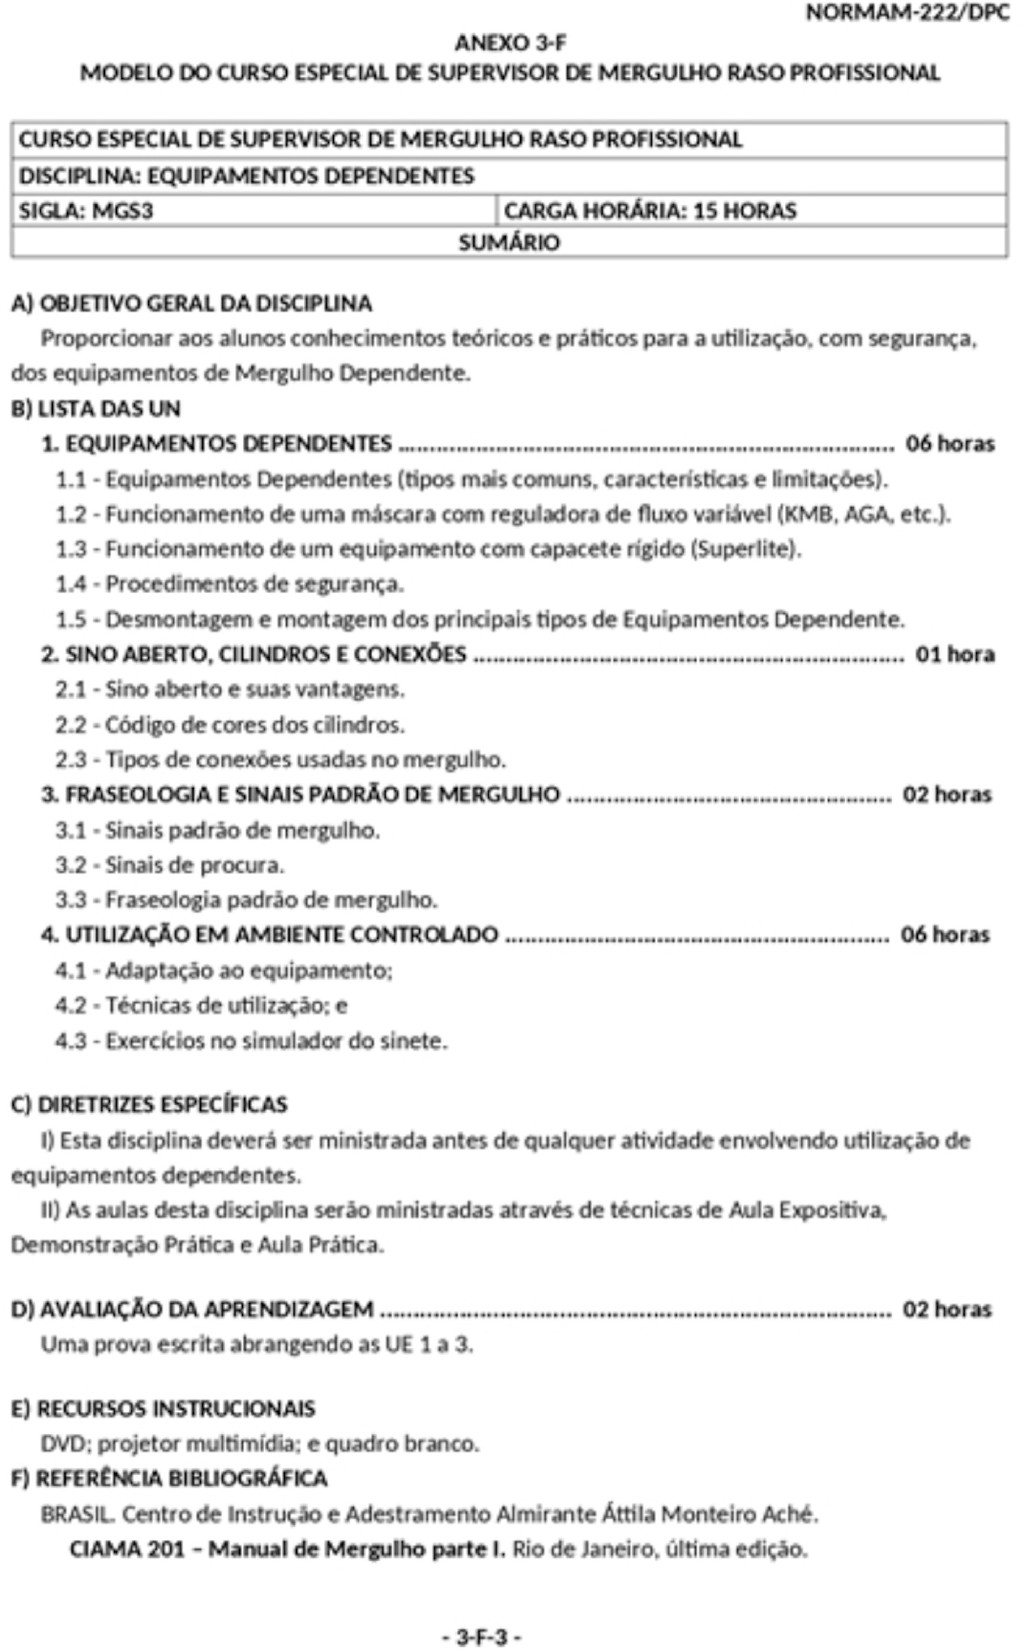 NORMAM-222/DPC
ANEXO 3-F
MODELO DO CURSO ESPECIAL DE SUPERVISOR DE MERGULHO RASO PROFISSIONAL
CURSO ESPECIAL DE SUPERVISOR DE MERGULHO RASO PROFISSIONAL
DISCIPLINA: EQUIPAMENTOS DEPENDENTES
SIGLA: MGS3 CARGA HORÁRIA: 15 HORAS
SUMÁRIO
A) OBJETIVO GERAL DA DISCIPLINA
Proporcionar aos alunos conhecimentos teóricos e práticos para a utilização, com segurança,
dos equipamentos de Mergulho Dependente.
B) LISTA DAS UN
1. EQUIPAMENTOS DEPENDENTES ........................................................................... 06 horas
1.1 - Equipamentos Dependentes (tipos mais comuns, características e limitações).
1.2 - Funcionamento de uma máscara com reguladora de fluxo variável (KMB, AGA, etc.).
1.3 - Funcionamento de um equipamento com capacete rígido (Superlite).
1.4 - Procedimentos de segurança.
1.5 - Desmontagem e montagem dos principais tipos de Equipamentos Dependente.
2. SINO ABERTO, CILINDROS E CONEXÕES ................................................................. 01 hora
2.1 - Sino aberto e suas vantagens.
2.2 - Código de cores dos cilindros.
2.3 - Tipos de conexões usadas no mergulho.
3. FRASEOLOGIA E SINAIS PADRÃO DE MERGULHO ................................................. 02 horas
3.1 - Sinais padrão de mergulho.
3.2 - Sinais de procura.
3.3 - Fraseologia padrão de mergulho.
4. UTILIZAÇÃO EM AMBIENTE CONTROLADO .......................................................... 06 horas
4.1 - Adaptação ao equipamento;
4.2 - Técnicas de utilização; e
4.3 - Exercícios no simulador do sinete.
C) DIRETRIZES ESPECÍFICAS
I) Esta disciplina deverá ser ministrada antes de qualquer atividade envolvendo utilização de
equipamentos dependentes.
II) As aulas desta disciplina serão ministradas através de técnicas de Aula Expositiva,
Demonstração Prática e Aula Prática.
D) AVALIAÇÃO DA APRENDIZAGEM ............................................................................. 02 horas
Uma prova escrita abrangendo as UE 1 a 3.
E) RECURSOS INSTRUCIONAIS
DVD; projetor multimídia; e quadro branco.
F) REFERÊNCIA BIBLIOGRÁFICA
BRASIL. Centro de Instrução e Adestramento Almirante Áttila Monteiro Aché.
CIAMA 201 – Manual de Mergulho parte I. Rio de Janeiro, última edição.
- 3-F-3 -